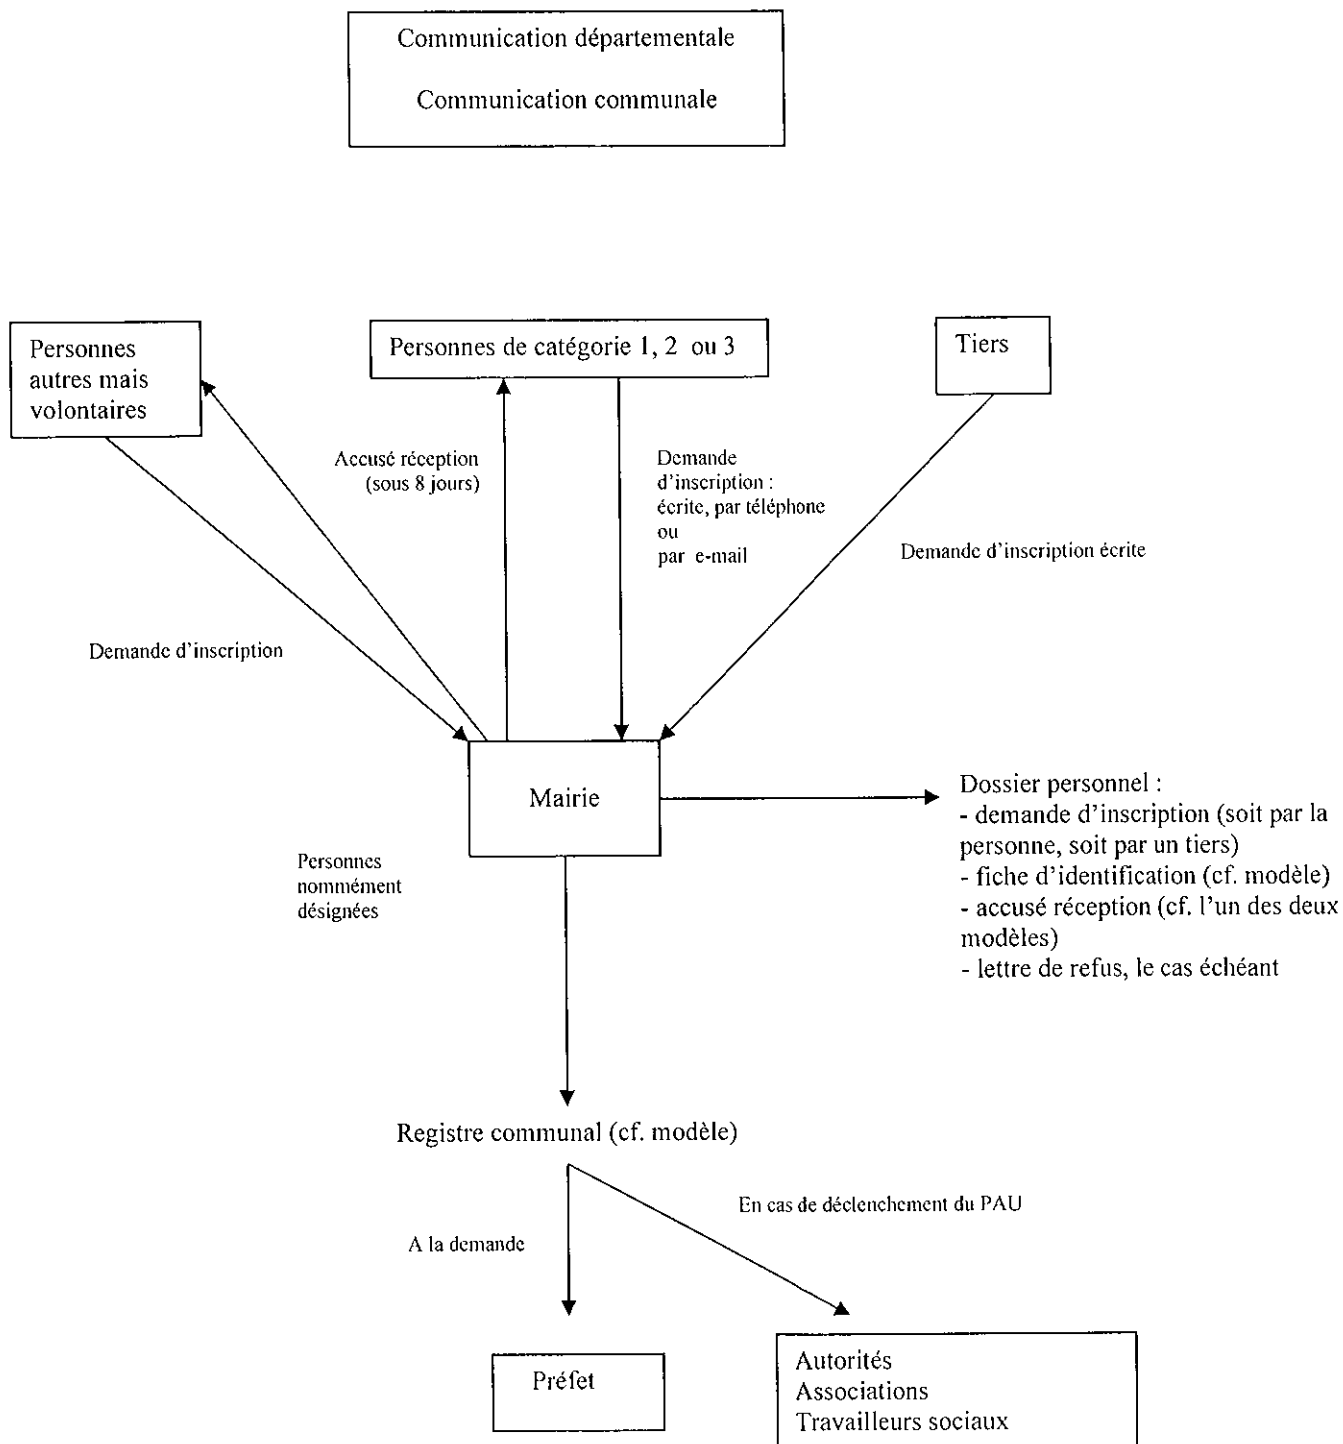 Communication départementale
Communication communale
Personnes
autres mais
volontaires
Personnes de catégorie 1, 2 ou 3
Tiers
Accusé réception
(sous 8 jours)
Demande
d'inscription :
écrite, par téléphone
ou
par e-mail
Demande d'inscription écrite
Demande d'inscription
Mairie
Personnes
nommément
désignées
Dossier personnel :
- demande d'inscription (soit par la
personne, soit par un tiers)
- fiche d'identification (cf. modèle)
- accusé réception (cf. l'un des deux
modèles)
- lettre de refus, le cas échéant
Registre communal (cf. modèle)
En cas de déclenchement du PAU
A la demande
Préfet
Autorités
Associations
Travailleurs sociaux